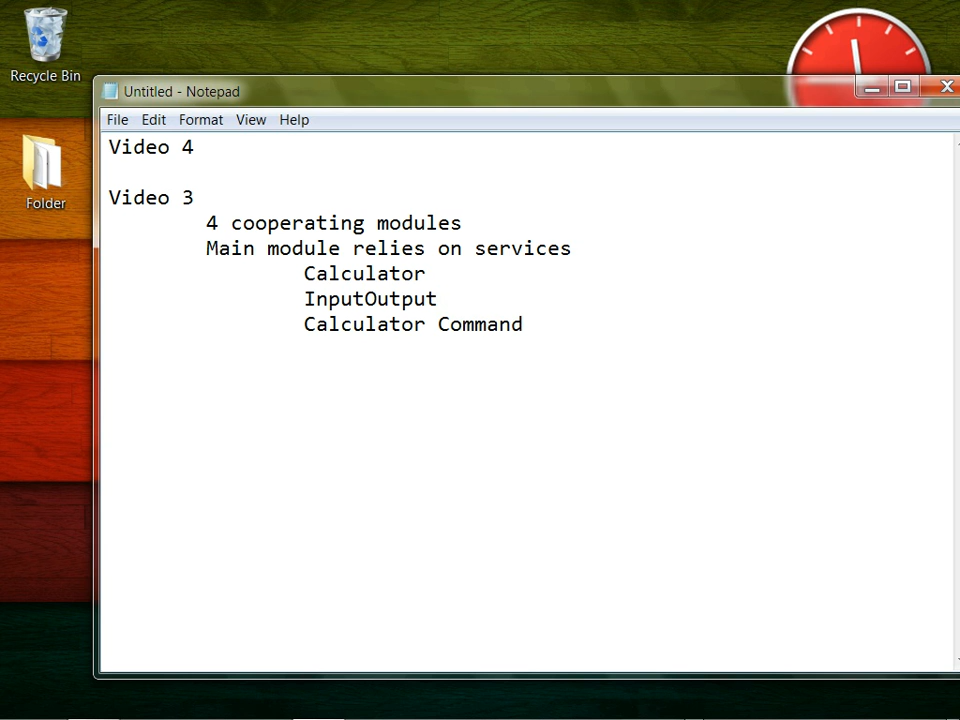 Recycle Bin
Folder
Untitled - Notepad
File Edit Format View Help
Video 4
Video 3
4 cooperating modules
Main module relies on services
Calculator
InputOutput
Calculator Command